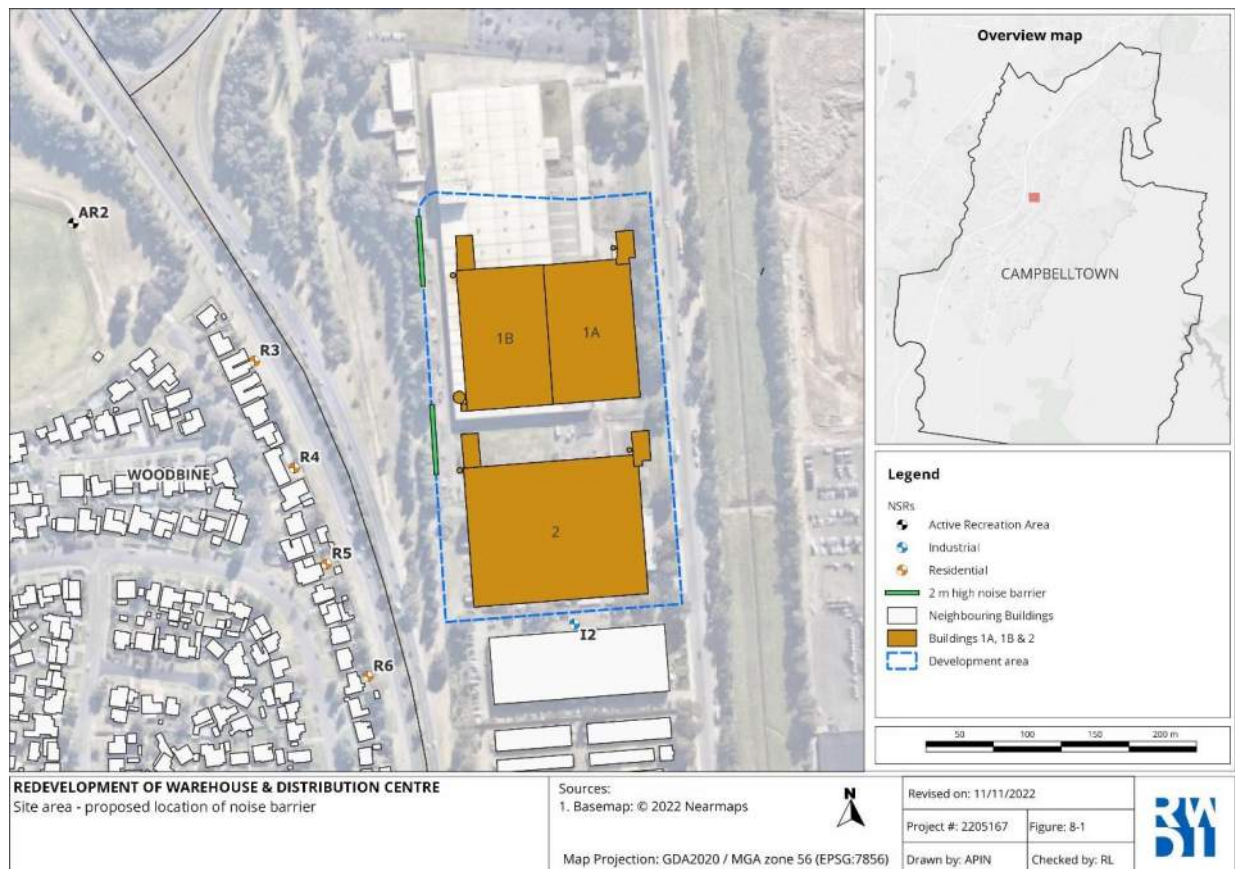 Overview map
CAMPBELLTOWN
AR2
R3
1B
1A
R4
WOODBINE
2
R5
I2
R6
Legend
NSRs
Active Recreation Area
Industrial
Residential
2 m high noise barrier
Neighbouring Buildings
Buildings 1A, 1B & 2
Development area
50 100 150 200 m
REDEVELOPMENT OF WAREHOUSE & DISTRIBUTION CENTRE
Site area - proposed location of noise barrier
Sources:
1. Basemap: © 2022 Nearmaps
N
Map Projection: GDA2020 / MGA zone 56 (EPSG:7856)
Revised on: 11/11/2022
Project #: 2205167 Figure: 8-1
Drawn by: APIN Checked by: RL
RWDI